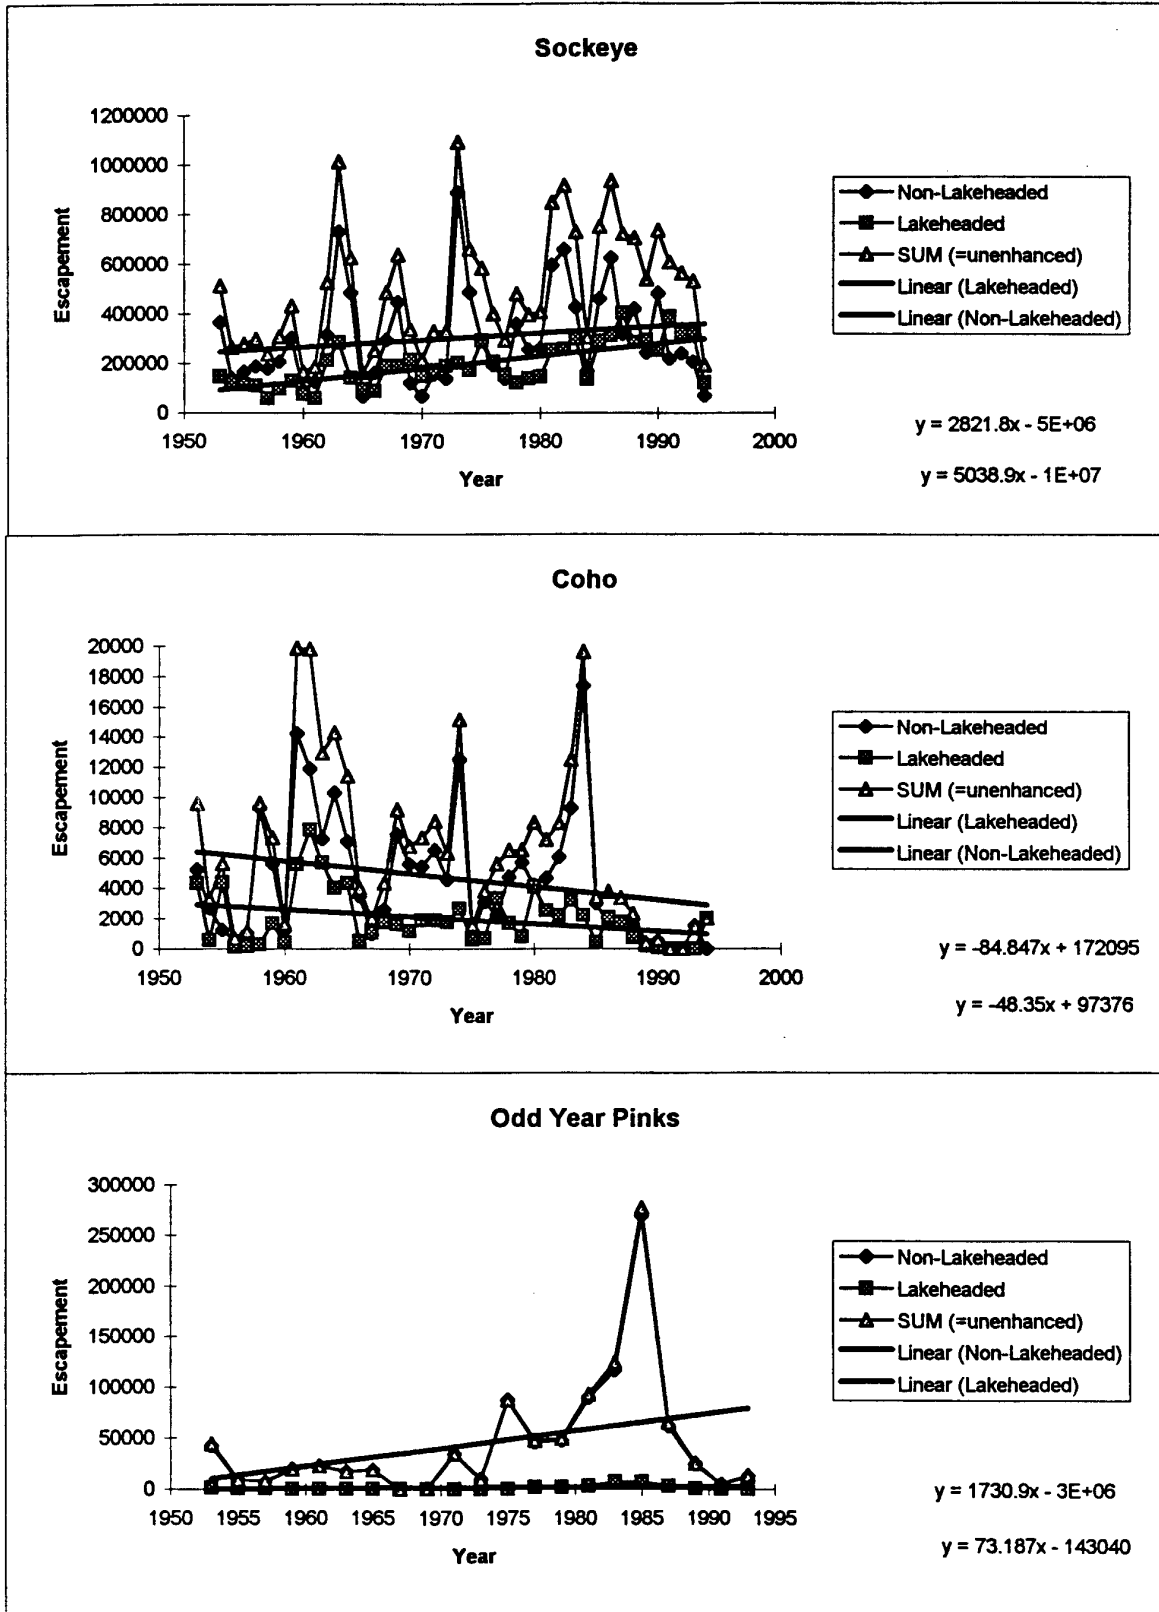 Sockeye
1200000
1000000
800000
600000
400000
200000
0
1950
1960
1970
1980
1990
2000
Escapement
Year
Non-Lakeheaded
Lakeheaded
SUM (=unenhanced)
Linear (Lakeheaded)
Linear (Non-Lakeheaded)
y = 2821.8x - 5E+06
y = 5038.9x - 1E+07
Coho
20000
18000
16000
14000
12000
10000
8000
6000
4000
2000
0
1950
1960
1970
1980
1990
2000
Escapement
Year
Non-Lakeheaded
Lakeheaded
SUM (=unenhanced)
Linear (Lakeheaded)
Linear (Non-Lakeheaded)
y = -84.847x + 172095
y = -48.35x + 97376
Odd Year Pinks
300000
250000
200000
150000
100000
50000
0
1950
1955
1960
1965
1970
1975
1980
1985
1990
1995
Escapement
Year
Non-Lakeheaded
Lakeheaded
SUM (=unenhanced)
Linear (Non-Lakeheaded)
Linear (Lakeheaded)
y = 1730.9x - 3E+06
y = 73.187x - 143040